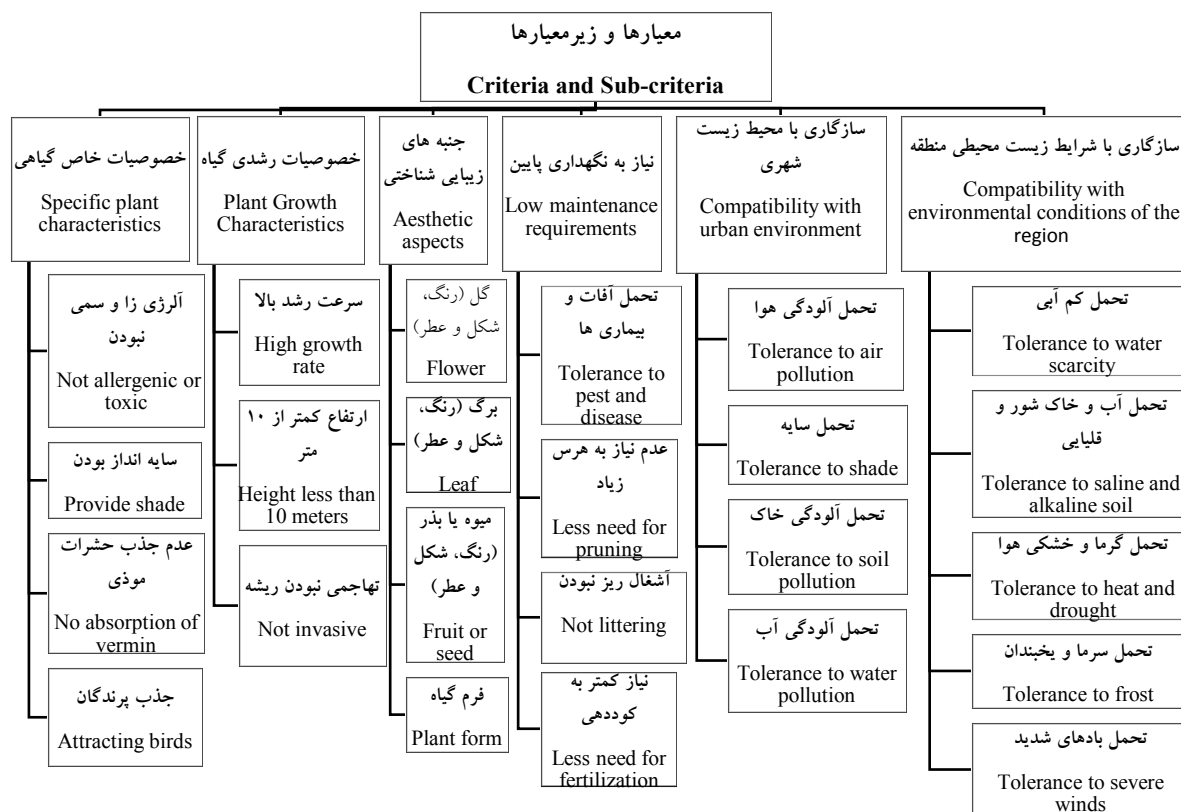 معیارها و زیرمعیارها
Criteria and Sub-criteria
خصوصیات خاص گیاهی
Specific plant
characteristics
آلرژی زا و سمی
نبودن
Not allergenic or
toxic
سایه انداز بودن
Provide shade
عدم جذب حشرات
موذی
No absorption of
vermin
جذب پرندگان
Attracting birds
خصوصیات رشدی گیاه
Plant Growth
Characteristics
سرعت رشد بالا
High growth
rate
ارتفاع کمتر از ۱۰
متر
Height less than
10 meters
تهاجمی نبودن ریشه
Not invasive
جنبه های
زیبایی شناختی
Aesthetic
aspects
گل (رنگ،
شکل و عطر)
Flower
برگ (رنگ،
شکل و عطر)
Leaf
میوه یا بذر
(رنگ، شکل
و عطر)
Fruit or
seed
فرم گیاه
Plant form
نیاز به نگهداری پایین
Low maintenance
requirements
تحمل آفات و
بیماری ها
Tolerance to
pest and
disease
عدم نیاز به هرس
زیاد
Less need for
pruning
آشغال ریز نبودن
Not littering
نیاز کمتر به
کوددهی
Less need for
fertilization
سازگاری با محیط زیست
شهری
Compatibility with
urban environment
تحمل آلودگی هوا
Tolerance to air
pollution
تحمل سایه
Tolerance to shade
تحمل آلودگی خاک
Tolerance to soil
pollution
تحمل آلودگی آب
Tolerance to water
pollution
سازگاری با شرایط زیست محیطی منطقه
Compatibility with
environmental conditions of the
region
تحمل کم آبی
Tolerance to water
scarcity
تحمل آب و خاک شور و
قلیایی
Tolerance to saline and
alkaline soil
تحمل گرما و خشکی هوا
Tolerance to heat and
drought
تحمل سرما و یخبندان
Tolerance to frost
تحمل بادهای شدید
Tolerance to severe
winds